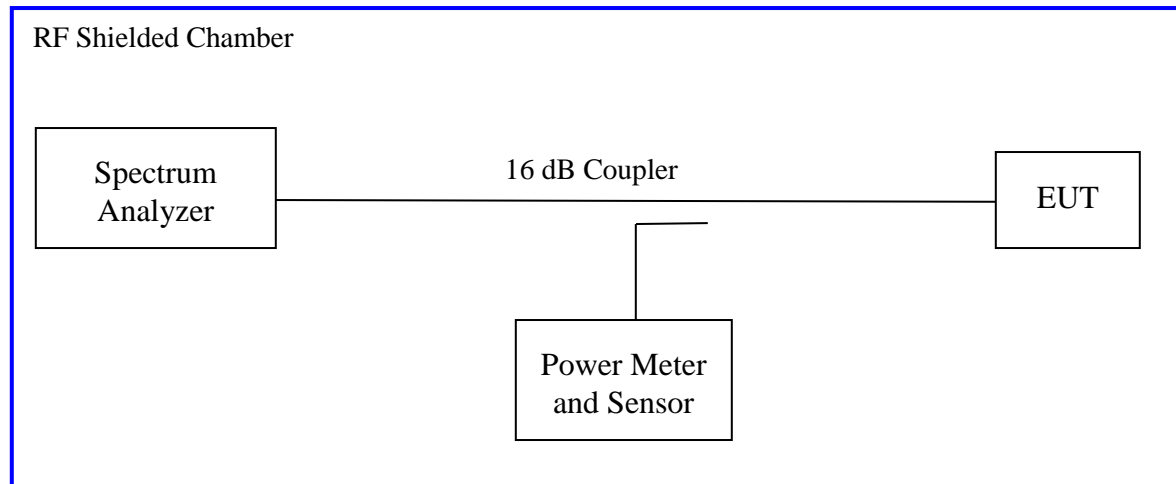 RF Shielded Chamber
Spectrum
Analyzer
16 dB Coupler
EUT
Power Meter
and Sensor